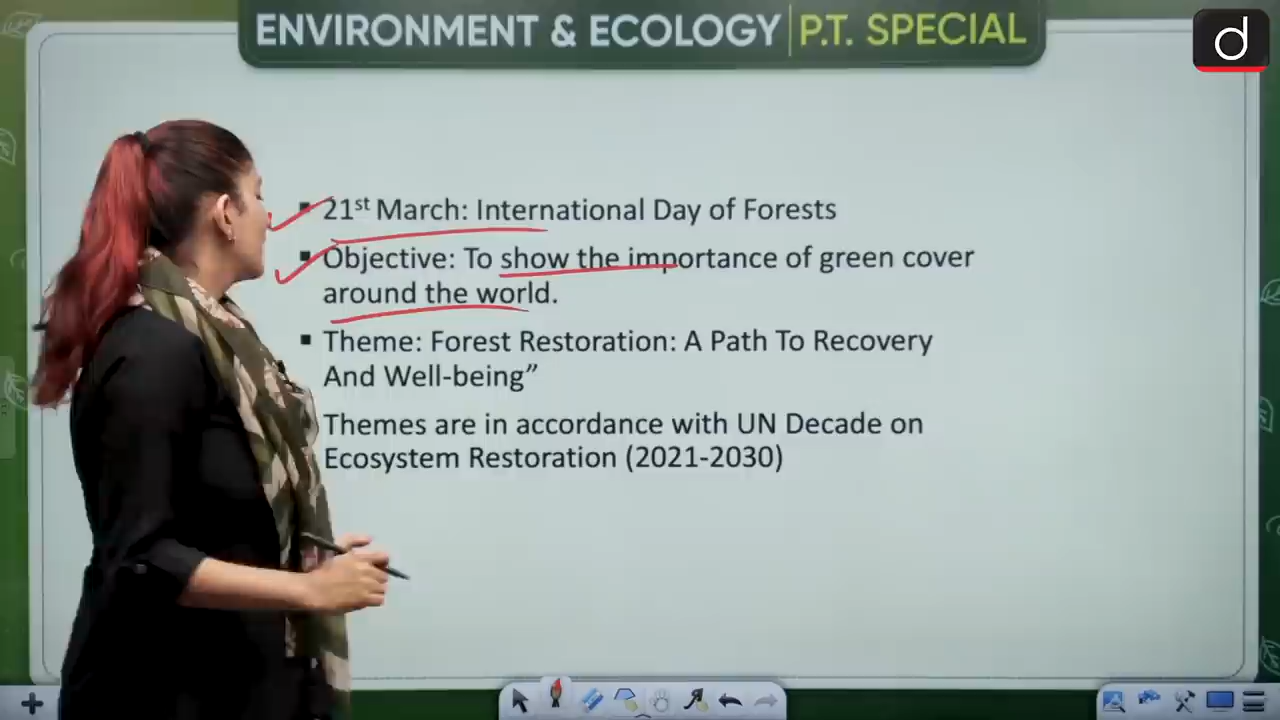 ENVIRONMENT & ECOLOGY | P.T. SPECIAL
d
21st March: International Day of Forests
Objective: To show the importance of green cover
around the world.
Theme: Forest Restoration: A Path To Recovery
And Well-being”
Themes are in accordance with UN Decade on
Ecosystem Restoration (2021-2030)